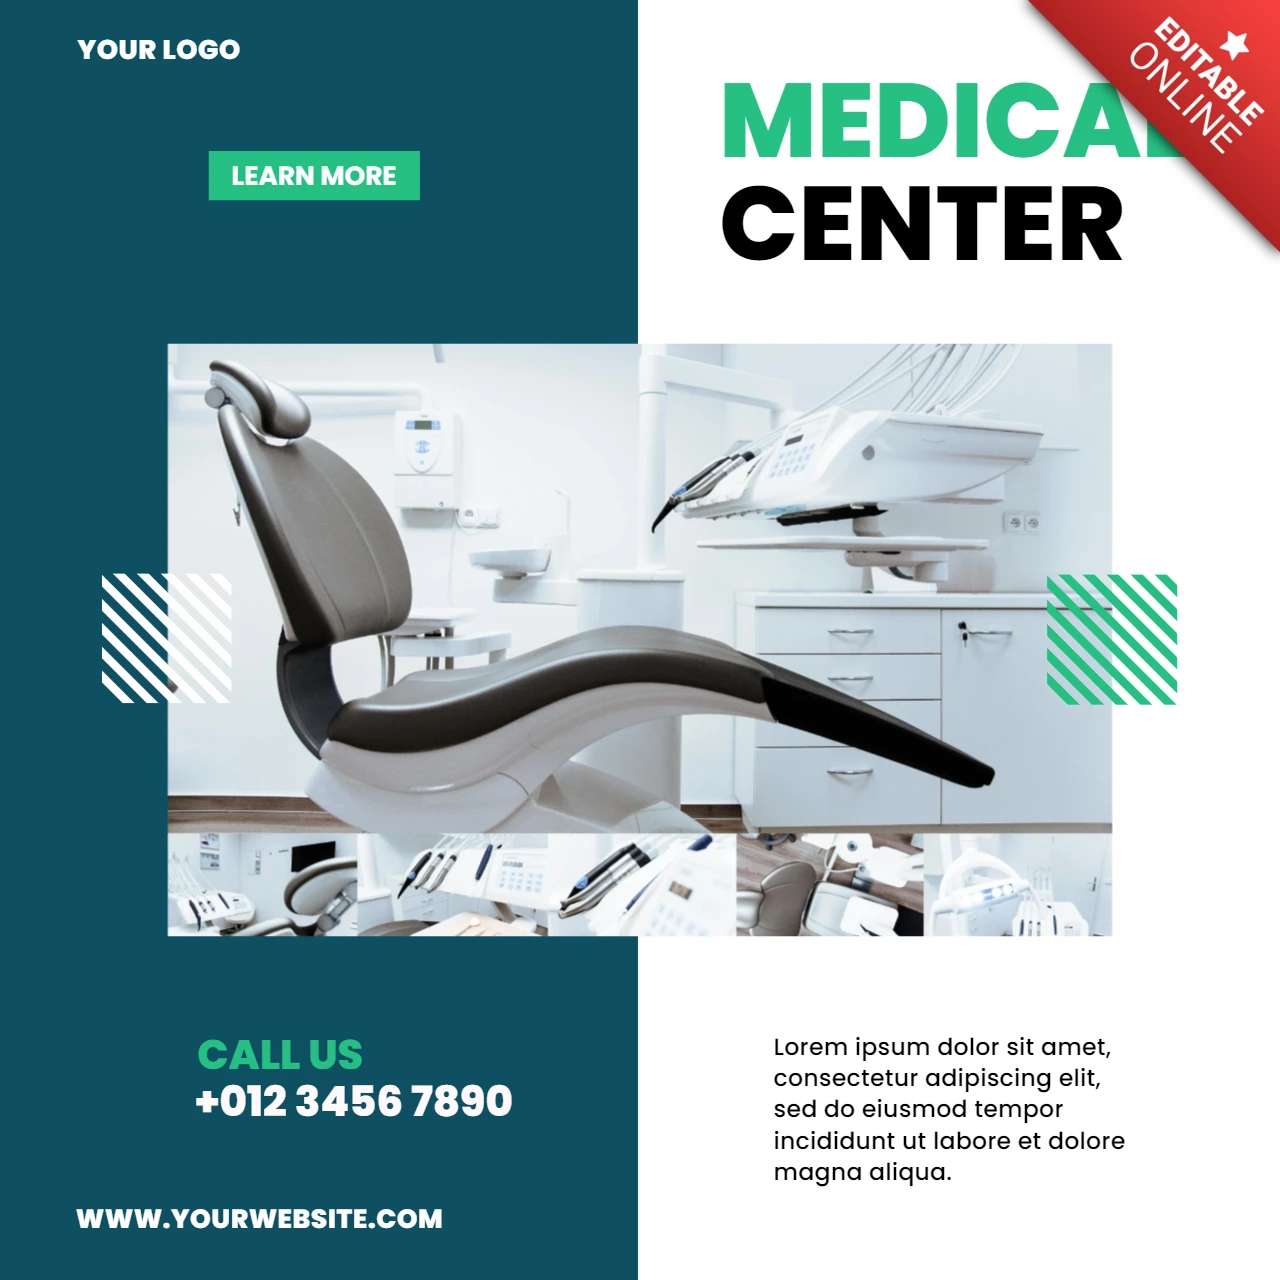 YOUR LOGO
LEARN MORE
MEDICAL
CENTER
EDITABLE
ONLINE
CALL US
+012 3456 7890
WWW.YOURWEBSITE.COM
Lorem ipsum dolor sit amet,
consectetur adipiscing elit,
sed do eiusmod tempor
incididunt ut labore et dolore
magna aliqua.